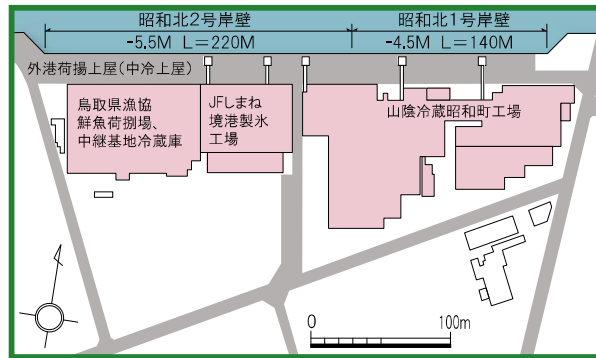 昭和北2号岸壁
昭和北1号岸壁
-5.5M L=220M
-4.5M L=140M
外港荷揚上屋(中冷上屋)
鳥取県漁協
鮮魚荷捌場、
中継基地冷蔵庫
JFしまね
境港製氷
工場
山陰冷蔵昭和町工場
0
100m